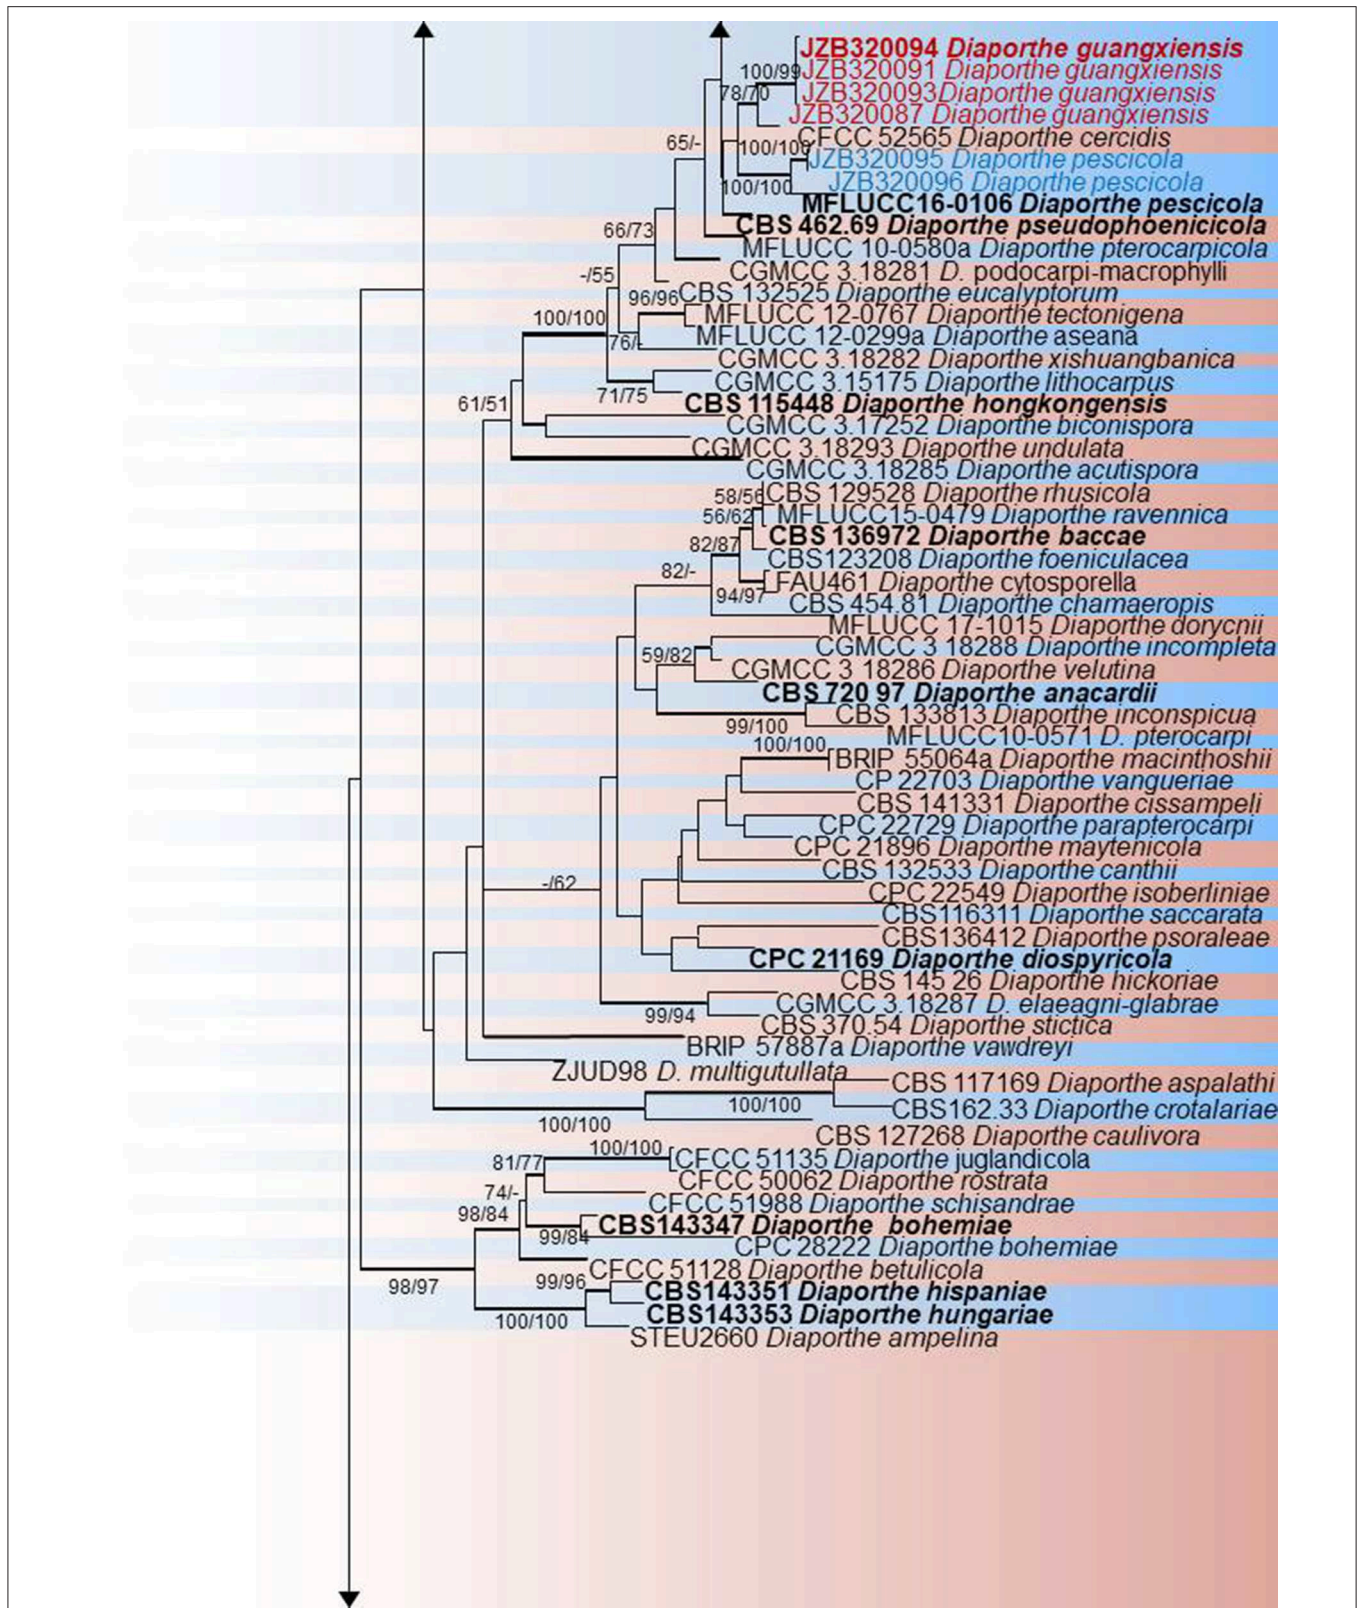 JZB320094 Diaporthe guangxiensis
100/99
JZB320091 Diaporthe guangxiensis
78/70
JZB320093Diaporthe guangxiensis
JZB320087 Diaporthe guangxiensis
65/-
CFCC 52565 Diaporthe cercidis
100/100
JZB320095 Diaporthe pescicola
100/100
JZB320096 Diaporthe pescicola
MFLUCC16-0106 Diaporthe pescicola
66/73
CBS 462.69 Diaporthe pseudophoenicicola
MFLUCC 10-0580a Diaporthe pterocarpicola
-/55
CGMCC 3.18281 D. podocarpi-macrophylli
96/96
CBS 132525 Diaporthe eucalyptorum
100/100
MFLUCC 12-0767 Diaporthe tectonigena
76/-
MFLUCC 12-0299a Diaporthe aseana
CGMCC 3.18282 Diaporthe xishuangbanica
71/75
CGMCC 3.15175 Diaporthe lithocarpus
61/51
CBS 115448 Diaporthe hongkongensis
CGMCC 3.17252 Diaporthe biconispora
CGMCC 3.18293 Diaporthe undulata
CGMCC 3.18285 Diaporthe acutispora
58/56
CBS 129528 Diaporthe rhusicola
56/62
MFLUCC15-0479 Diaporthe ravennica
82/87
CBS 136972 Diaporthe baccae
CBS123208 Diaporthe foeniculacea
82/-
FAU461 Diaporthe cytosporella
94/97
CBS 454.81 Diaporthe chamaeropis
MFLUCC 17-1015 Diaporthe dorycnii
CGMCC 3 18288 Diaporthe incompleta
59/82
CGMCC 3 18286 Diaporthe velutina
CBS 720 97 Diaporthe anacardii
CBS 133813 Diaporthe inconspicua
99/100
MFLUCC10-0571 D. pterocarpi
100/100
BRIP 55064a Diaporthe macinthoshii
CP 22703 Diaporthe vangueriae
CBS 141331 Diaporthe cissampeli
CPC 22729 Diaporthe parapterocarpi
CPC 21896 Diaporthe maytenicola
CBS 132533 Diaporthe canthii
-/62
CPC 22549 Diaporthe isoberliniae
CBS116311 Diaporthe saccarata
CBS136412 Diaporthe psoraleae
CPC 21169 Diaporthe diospyricola
CBS 145 26 Diaporthe hickoriae
CGMCC 3.18287 D. elaeagni-glabrae
99/94
CBS 370.54 Diaporthe stictica
BRIP 57887a Diaporthe vawdreyi
ZJUD98 D. multigutullata
CBS 117169 Diaporthe aspalathi
100/100
CBS162.33 Diaporthe crotalariae
100/100
CBS 127268 Diaporthe caulivora
100/100
81/77
CFCC 51135 Diaporthe juglandicola
CFCC 50062 Diaporthe rostrata
74/-
CFCC 51988 Diaporthe schisandrae
98/84
CBS143347 Diaporthe bohemiae
99/84
CPC 28222 Diaporthe bohemiae
CFCC 51128 Diaporthe betulicola
98/97
99/96
CBS143351 Diaporthe hispaniae
CBS143353 Diaporthe hungariae
100/100
STEU2660 Diaporthe ampelina